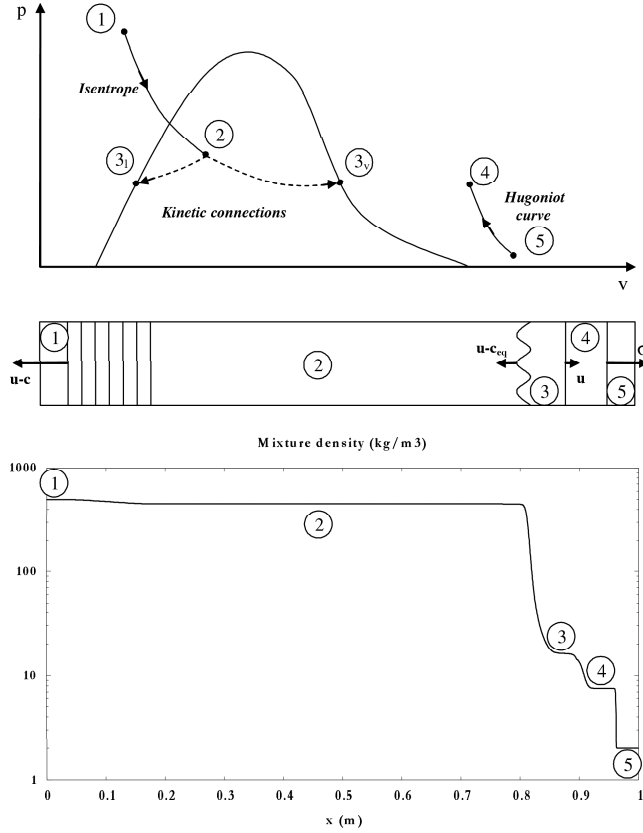 p
1
Isentrope
2
3l
3v
4
Kinetic connections
Hugoniot
curve
5
v
1
4
2
u-ceq
σ
u-c
3
u
5
Mixture density (kg/m3)
1000
1
2
100
3
10
4
5
1
0 0.1 0.2 0.3 0.4 0.5 0.6 0.7 0.8 0.9 1
x (m)